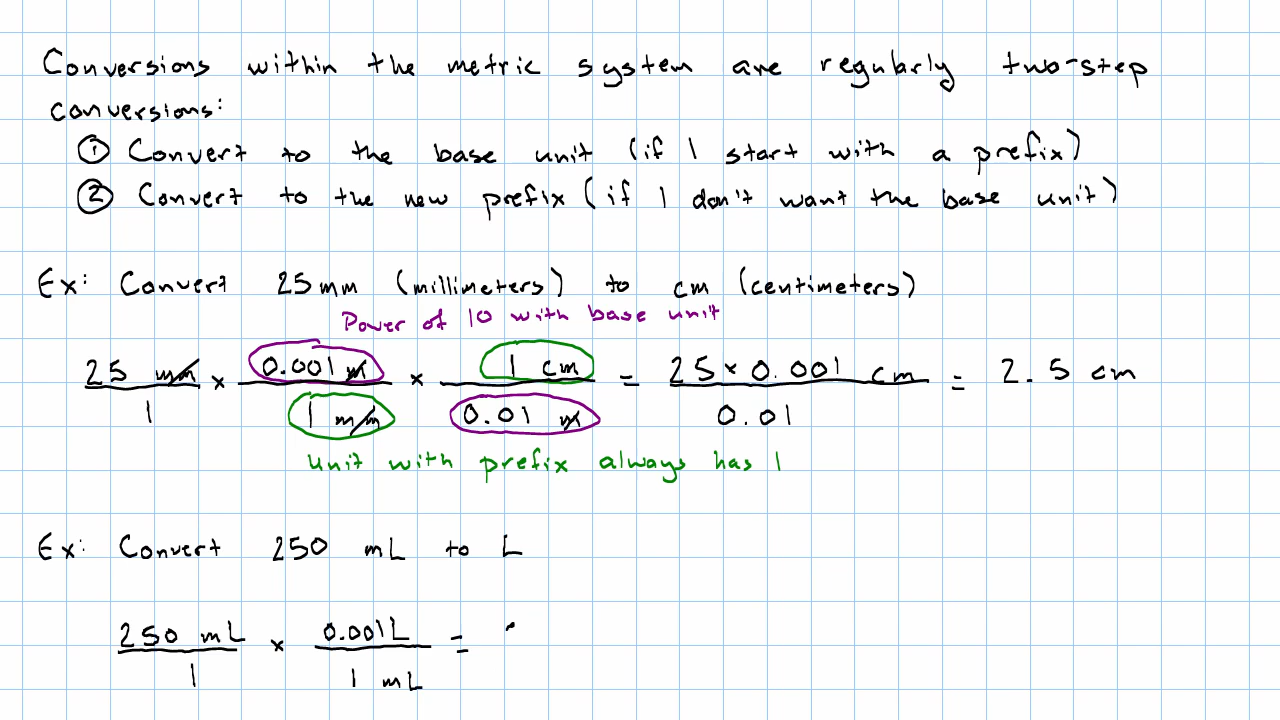 Conversions within the metric system are regularly two-step
conversions:
① Convert to the base unit (if I start with a prefix)
② Convert to the new prefix (if I don't want the base unit)
Ex: Convert 25mm (millimeters) to cm (centimeters)
Power of 10 with base unit
25 mm × 0.001 m × 1 cm = 25 × 0.001 cm = 2.5 cm
1 1 mm 0.01 m 0.01
unit with prefix always has 1
Ex: Convert 250 mL to L
250 mL × 0.001L =
1 1 mL